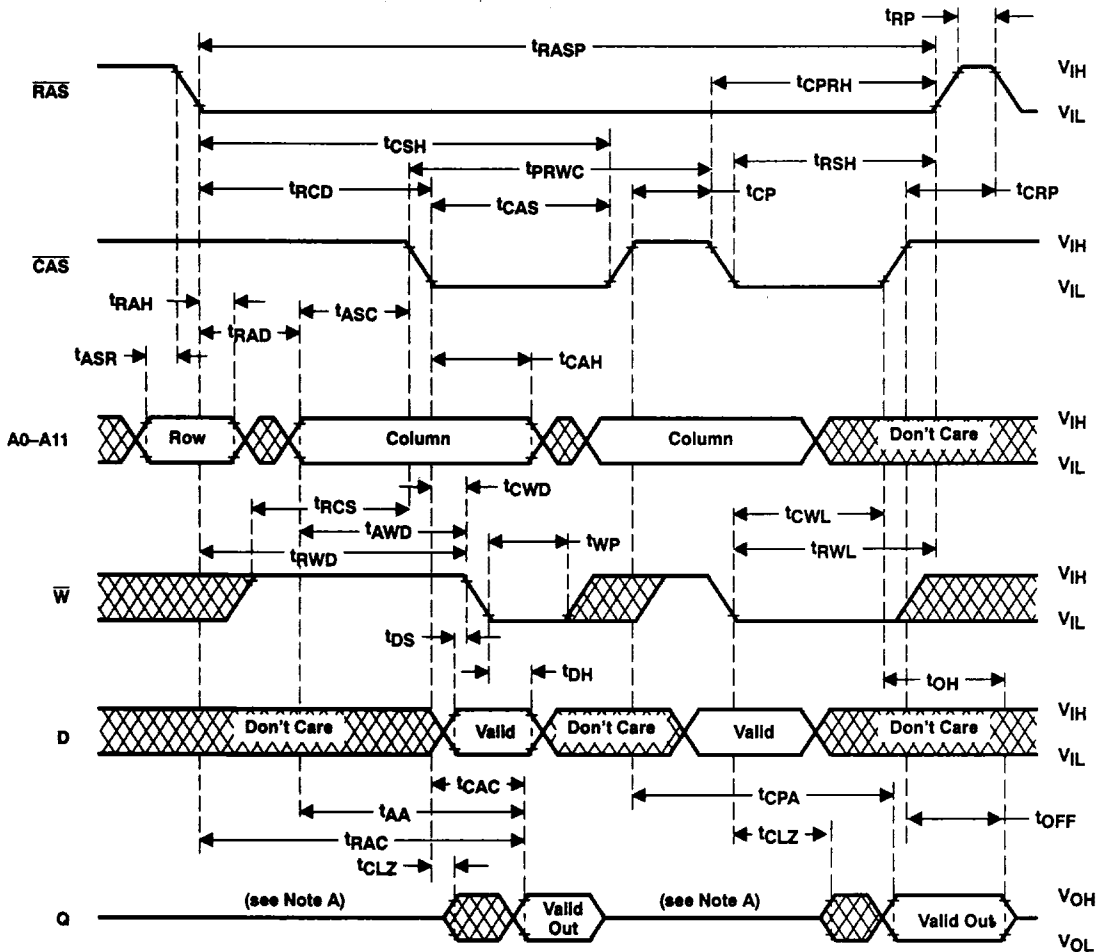 tRP
tRASP
RAS
VIH
tCPRH
VIL
tCSH
tPRWC
tRSH
tRCD
tCAS
tCP
tCRP
CAS
VIH
VIL
tRAH
tASC
tRAD
tASR
tCAH
A0–A11
Row
Column
Column
Don't Care
VIH
VIL
tCWD
tRCS
tCWL
tAWD
tWP
tRWD
tRWL
W
VIH
VIL
tDS
tDH
tOH
D
Don't Care
Valid
Don't Care
Valid
Don't Care
VIH
VIL
tCAC
tCPA
tAA
tOFF
tRAC
tCLZ
tCLZ
Q
(see Note A)
Valid
Out
(see Note A)
Valid Out
VOH
VOL